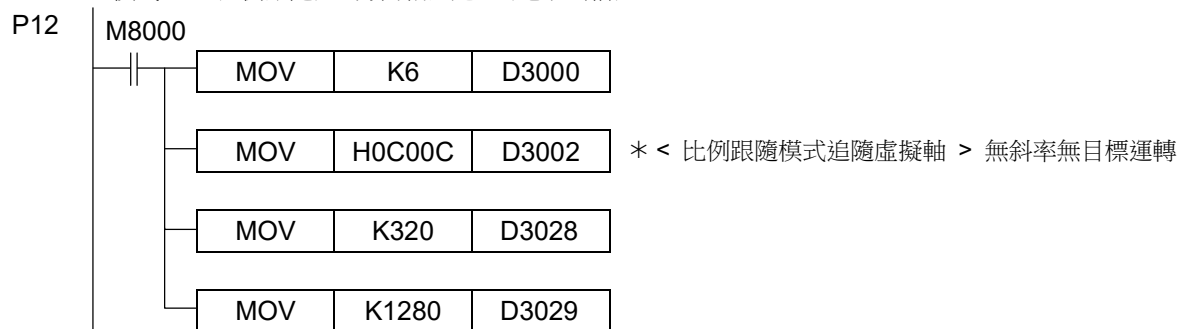 P12
M8000
MOV K6 D3000
MOV H0C00C D3002 ＊< 比例跟隨模式追隨虛擬軸 > 無斜率無目標運轉
MOV K320 D3028
MOV K1280 D3029